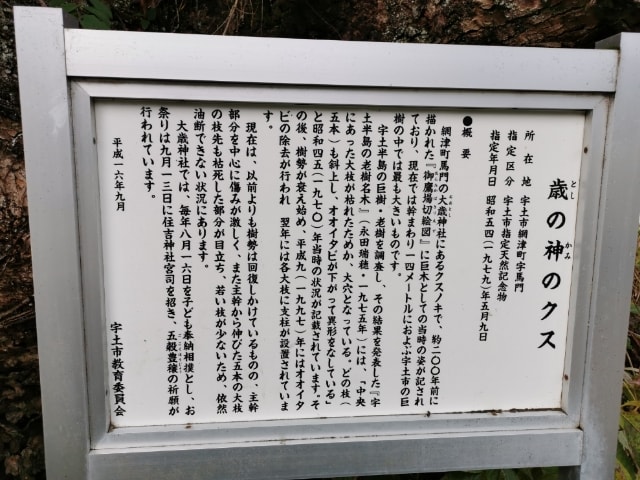 歳の神のクス
とし かみ
所在地 宇土市網津町字馬門
指定区分 宇土市指定天然記念物
指定年月日 昭和五四(一九七九)年五月九日
●概要
網津町馬門の大歳神社にあるクスノキで、約二〇〇年前に
描かれた『御鷹場切絵図』に巨木としての当時の姿が記され
ており、現在では幹まわり一四メートルにおよぶ宇土市の巨
樹の中では最も大きいものです。
宇土半島の巨樹・老樹を調査し、その結果を発表した『宇
土半島の老樹名木』(永田瑞穂・一九七五年)には、「中央
にあった大枝が枯れたためか、大穴となっている。どの枝(
五本)も斜上し、オオイタビが下がって異形をなしている」
と昭和四五(一九七〇)年当時の状況が記載されています。そ
の後、樹勢が衰え始め、平成九(一九九七)年にはオオイタ
ビの除去が行われ 翌年には各大枝に支柱が設置されていま
す。
現在は、以前よりも樹勢は回復しかけているものの、主幹
部分を中心に傷みが激しく、また主幹から伸びた五本の大枝
の枝先も枯死した部分が目立ち、若い枝が少ないため、依然
油断できない状況にあります。
大歳神社では、毎年八月一六日を子ども奉納相撲とし、お
祭りは九月一三日に住吉神社宮司を招き、五穀豊穣の祈願が
行われています。
平成一六年九月
宇土市教育委員会